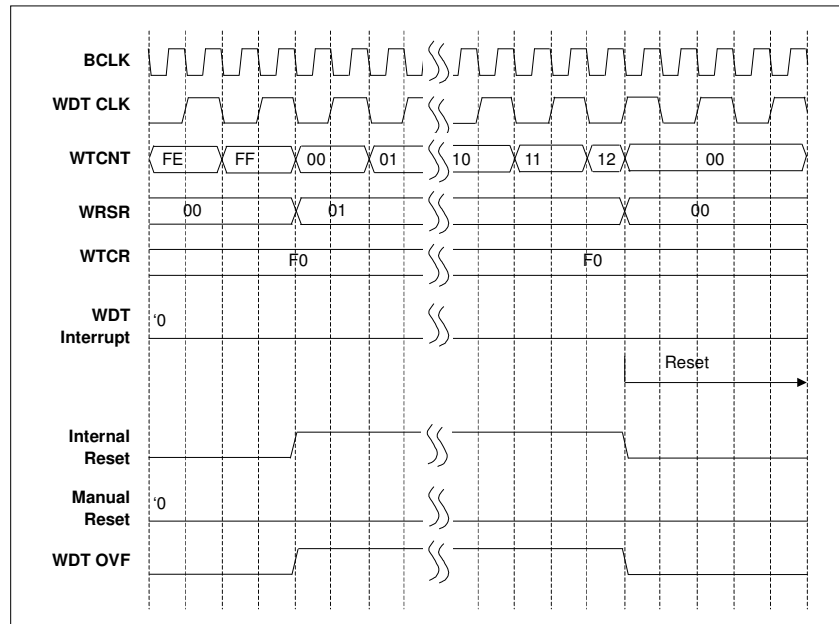 BCLK
WDT CLK
WTCNT FE FF 00 01 10 11 12 00
WRSR 00 01 00
WTCR F0 F0
WDT
Interrupt
‘0
Reset
Internal
Reset
Manual
Reset
‘0
WDT OVF